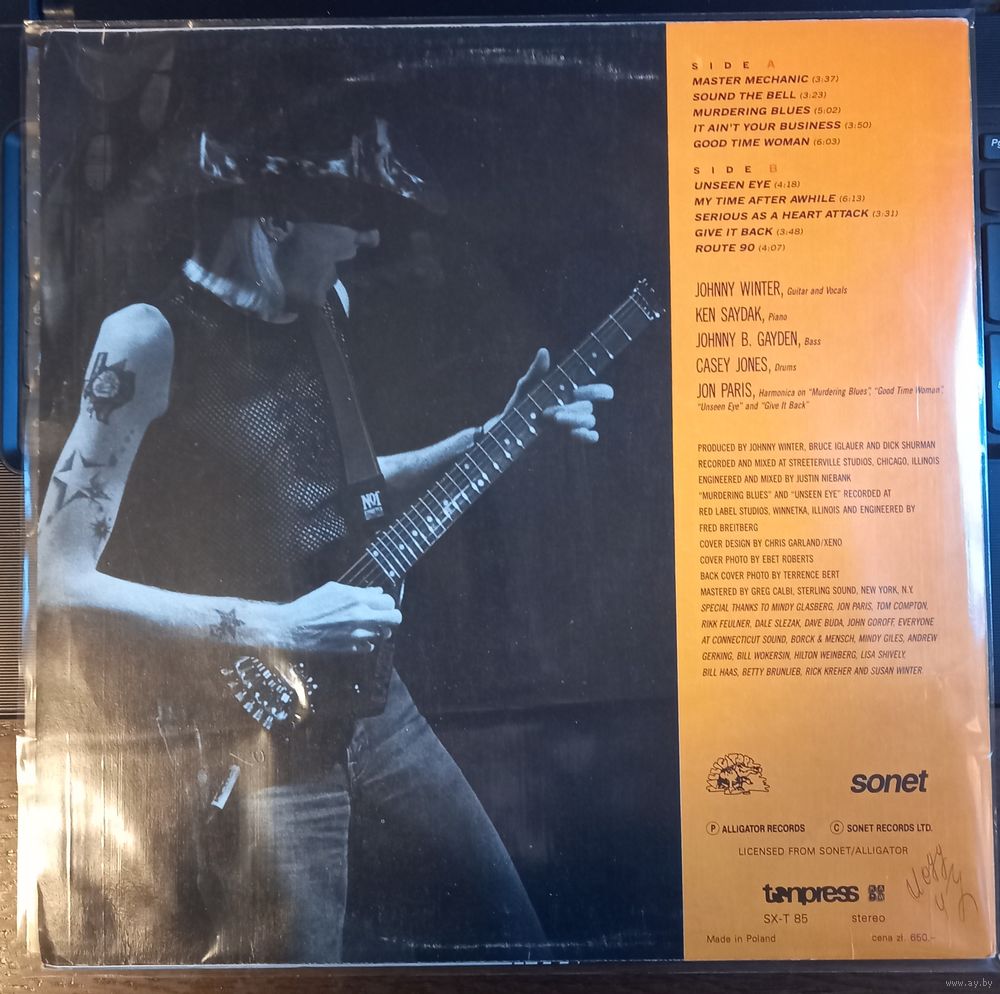 SIDE A
MASTER MECHANIC (3:37)
SOUND THE BELL (3:23)
MURDERING BLUES (5:02)
IT AIN'T YOUR BUSINESS (3:50)
GOOD TIME WOMAN (6:03)
SIDE B
UNSEEN EYE (4:18)
MY TIME AFTER AWHILE (6:13)
SERIOUS AS A HEART ATTACK (3:31)
GIVE IT BACK (3:48)
ROUTE 90 (4:07)
JOHNNY WINTER, Guitar and Vocals
KEN SAYDAK, Piano
JOHNNY B. GAYDEN, Bass
CASEY JONES, Drums
JON PARIS, Harmonica on "Murdering Blues", "Good Time Woman",
"Unseen Eye" and "Give It Back"
PRODUCED BY JOHNNY WINTER, BRUCE IGLAUER AND DICK SHURMAN
RECORDED AND MIXED AT STREETERVILLE STUDIOS, CHICAGO, ILLINOIS
ENGINEERED AND MIXED BY JUSTIN NIEBANK
"MURDERING BLUES" AND "UNSEEN EYE" RECORDED AT
RED LABEL STUDIOS, WINNETKA, ILLINOIS AND ENGINEERED BY
FRED BREITBERG
COVER DESIGN BY CHRIS GARLAND/XENO
COVER PHOTO BY EBET ROBERTS
BACK COVER PHOTO BY TERRENCE BERT
MASTERED BY GREG CALBI, STERLING SOUND, NEW YORK, N.Y.
SPECIAL THANKS TO MINDY GLASBERG, JON PARIS, TOM COMPTON,
RIKK FEULNER, DALE SLEZAK, DAVE BUDA, JOHN GOROFF, EVERYONE
AT CONNECTICUT SOUND, BORCK & MENSCH, MINDY GILES, ANDREW
GERKING, BILL WOKERSIN, HILTON WEINBERG, LISA SHIVELY,
BILL HAAS, BETTY BRUNLIEB, RICK KREHER AND SUSAN WINTER
sonet
Ⓟ ALLIGATOR RECORDS © SONET RECORDS LTD.
LICENSED FROM SONET/ALLIGATOR
tonpress
SX-T 85 stereo
Made in Poland cena zł. 650.-
www.ay.by